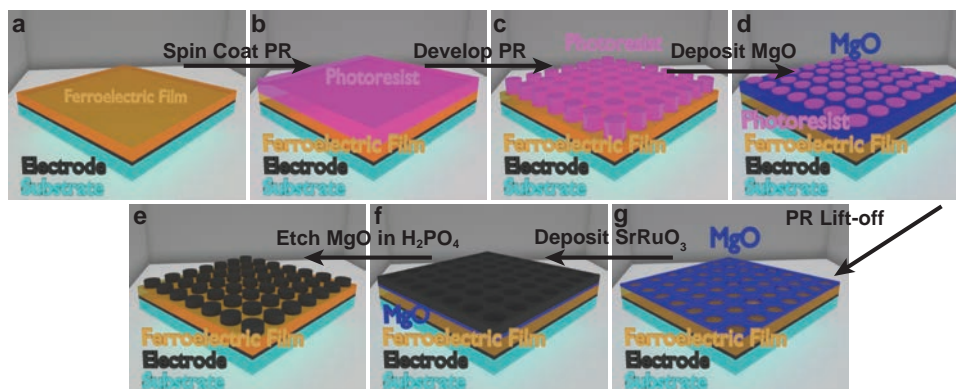 a
Spin Coat PR
Ferroelectric Film
Electrode
Substrate
b
Develop PR
Photoresist
Ferroelectric Film
Electrode
Substrate
c
Photoresist
Deposit MgO
Ferroelectric Film
Electrode
Substrate
d
MgO
Photoresist
Ferroelectric Film
Electrode
Substrate
PR Lift-off
e
Etch MgO in H₂PO₄
Ferroelectric Film
Electrode
Substrate
f
Deposit SrRuO₃
MgO
Ferroelectric Film
Electrode
Substrate
g
MgO
Ferroelectric Film
Electrode
Substrate